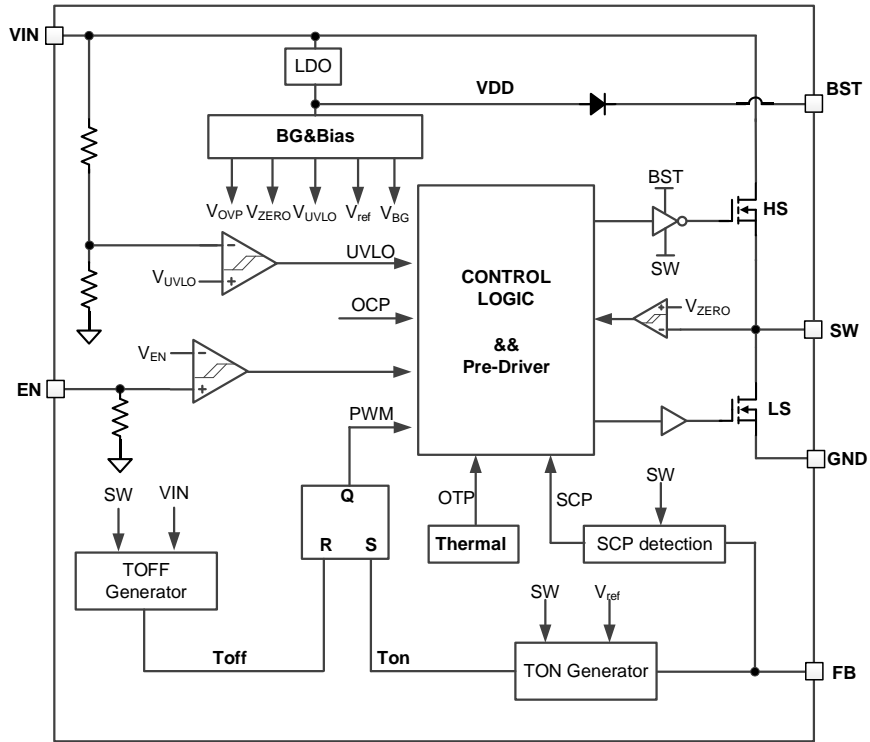 VIN
LDO
VDD
BST
BG&Bias
VOVP
VZERO
VUVLO
Vref
VBG
BST
HS
SW
UVLO
VUVLO
CONTROL
LOGIC
&&
Pre-Driver
OCP
VZERO
SW
VEN
EN
LS
PWM
GND
SW
VIN
Q
R
S
OTP
SCP
SW
Thermal
SCP detection
TOFF
Generator
SW
Vref
Toff
Ton
TON Generator
FB